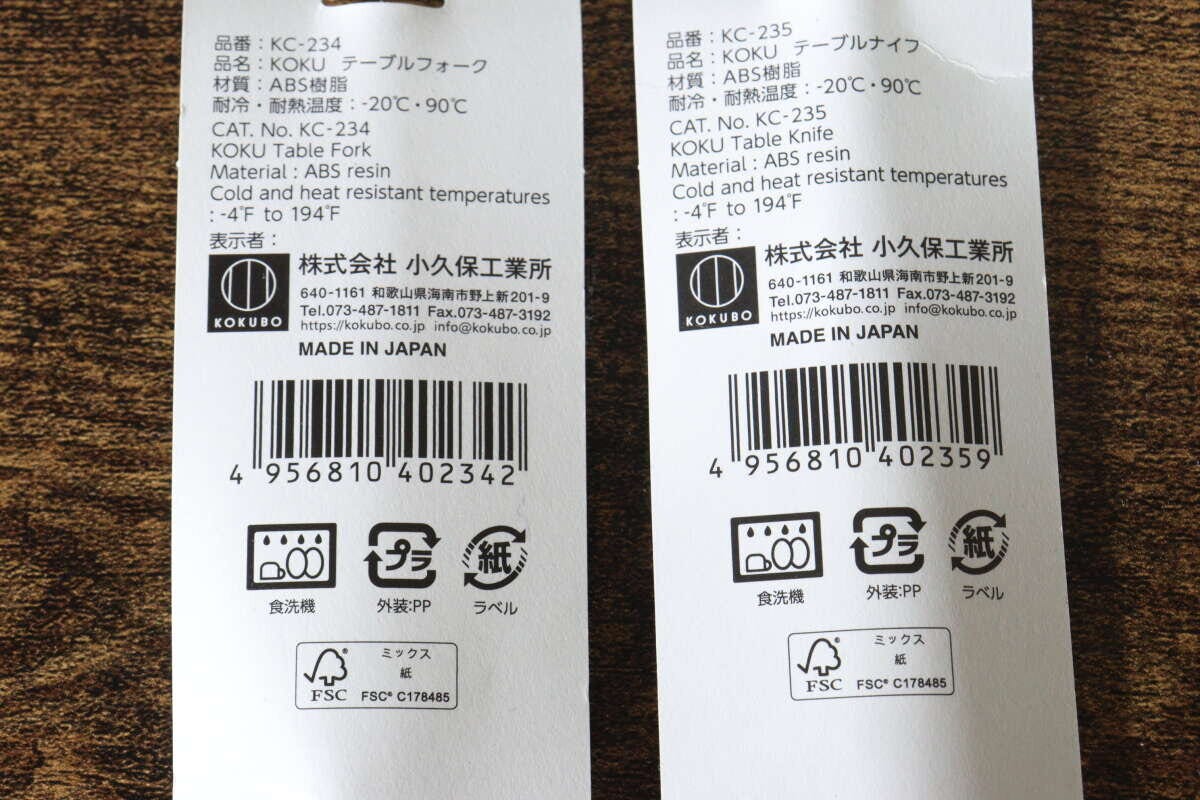 品番：KC-234
品名：KOKU テーブルフォーク
材質：ABS樹脂
耐冷・耐熱温度：-20℃・90℃
CAT. No. KC-234
KOKU Table Fork
Material : ABS resin
Cold and heat resistant temperatures
: -4℉ to 194℉
表示者：
KOKUBO
株式会社 小久保工業所
640-1161 和歌山県海南市野上新201-9
Tel.073-487-1811 Fax.073-487-3192
https://kokubo.co.jp info@kokubo.co.jp
MADE IN JAPAN
4 956810 402342
プラ
紙
食洗機
外装:PP
ラベル
FSC
ミックス
紙
FSC® C178485
品番：KC-235
品名：KOKU テーブルナイフ
材質：ABS樹脂
耐冷・耐熱温度：-20℃・90℃
CAT. No. KC-235
KOKU Table Knife
Material : ABS resin
Cold and heat resistant temperatures
: -4℉ to 194℉
表示者：
KOKUBO
株式会社 小久保工業所
640-1161 和歌山県海南市野上新201-9
Tel.073-487-1811 Fax.073-487-3192
https://kokubo.co.jp info@kokubo.co.jp
MADE IN JAPAN
4 956810 402359
プラ
紙
食洗機
外装:PP
ラベル
FSC
ミックス
紙
FSC® C178485